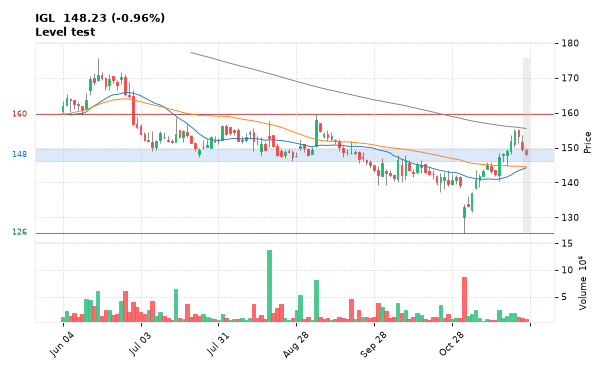 IGL 148.23 (-0.96%)
Level test
180
170
160
150
140
130
Price
160
148
126
15
10
5
Volume 10⁶
Jun 04
Jul 03
Jul 31
Aug 28
Sep 28
Oct 28